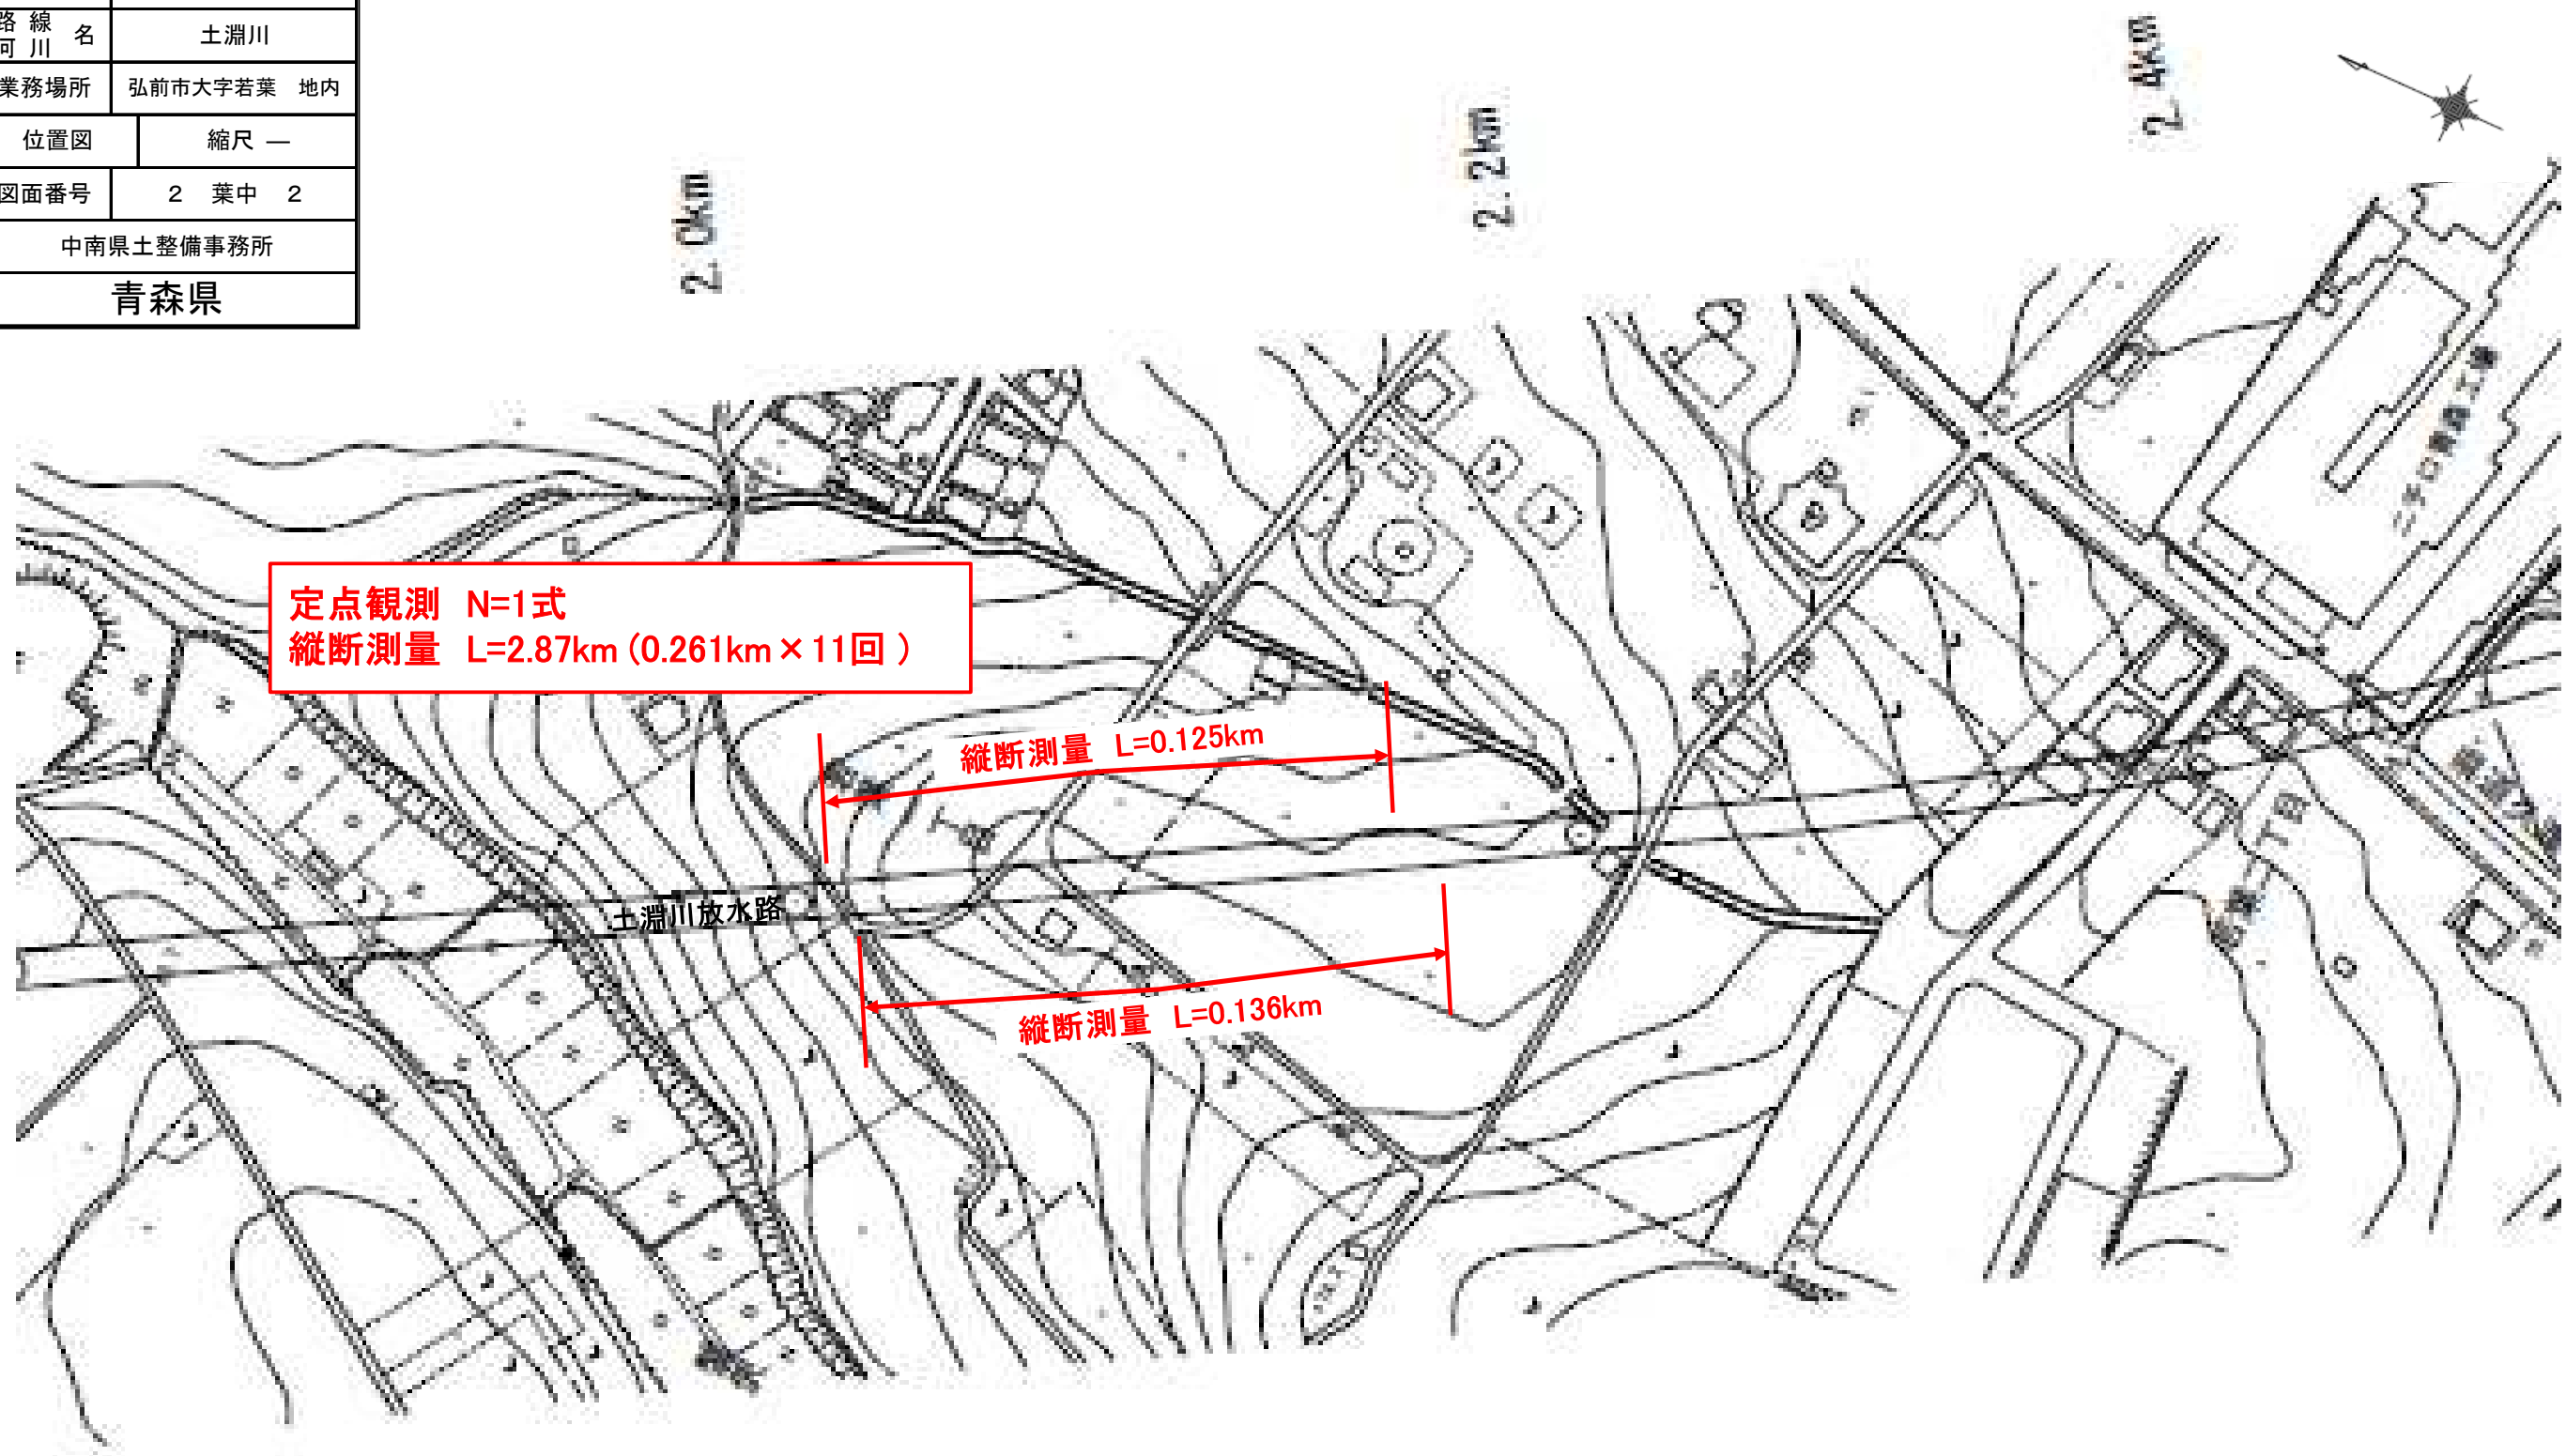 路線
河川 名 土淵川
業務場所 弘前市大字若葉 地内
位置図 縮尺 ―
図面番号 2 葉中 2
中南県土整備事務所
青森県
2.0km
2.2km
2.4km
定点観測 N=1式
縦断測量 L=2.87km (0.261km×11回 )
縦断測量 L=0.125km
土淵川放水路
縦断測量 L=0.136km